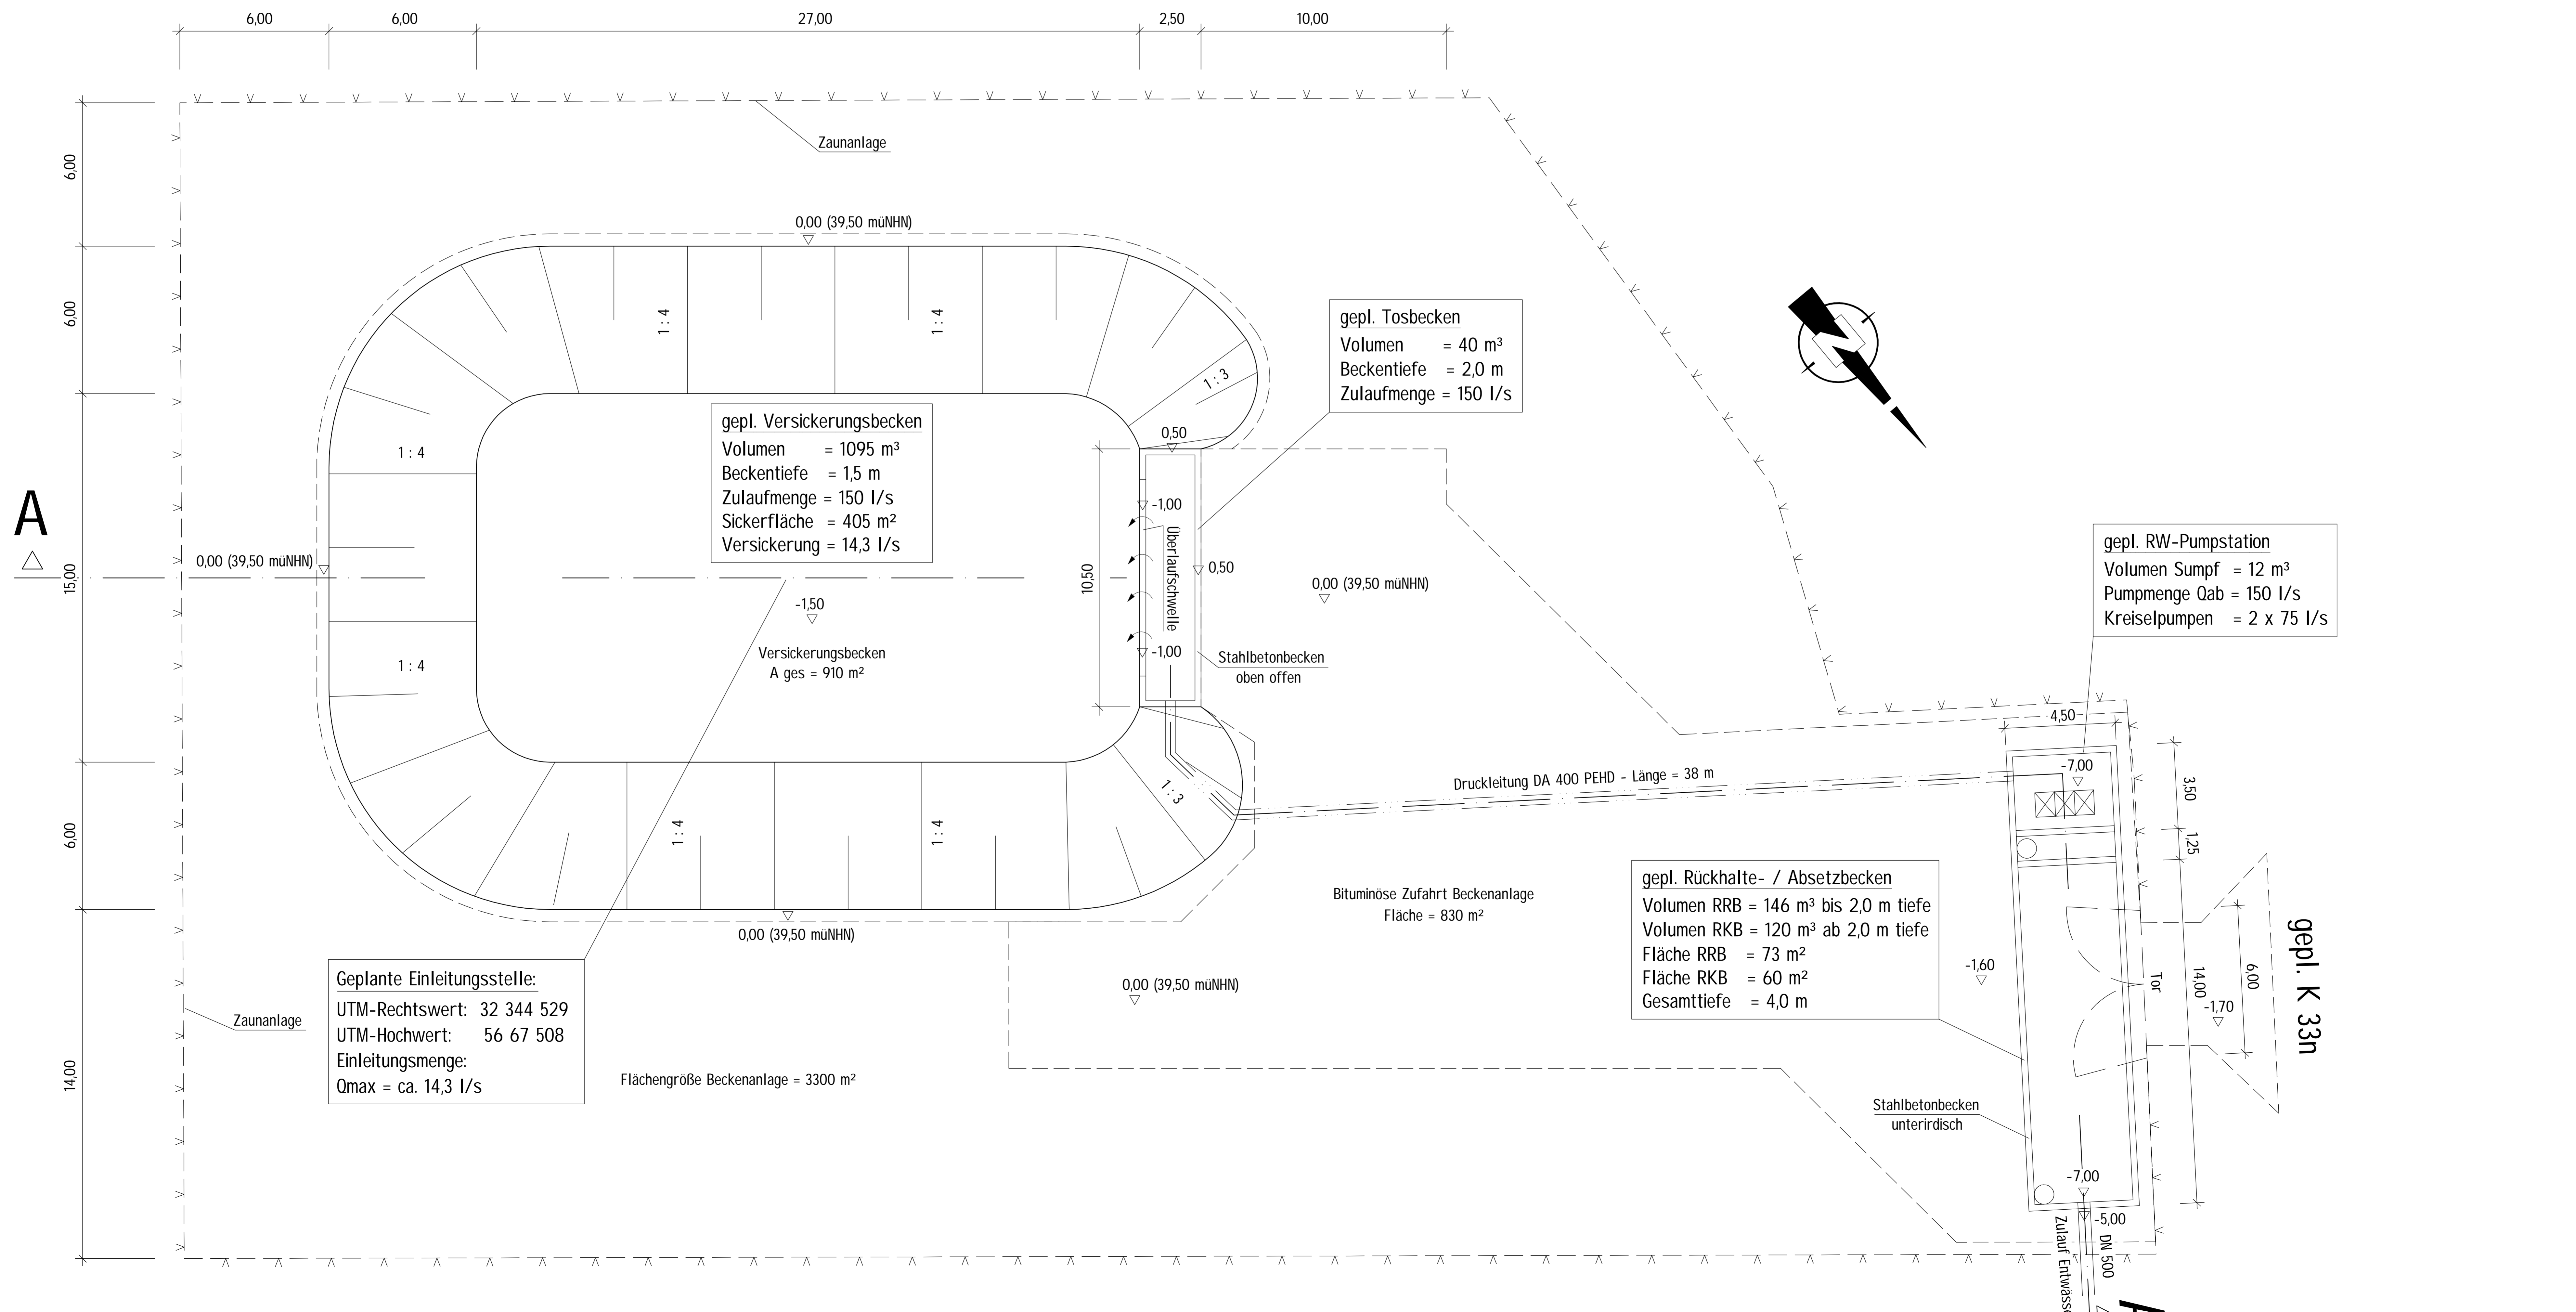 6,00
6,00
27,00
2,50
10,00
6,00
6,00
15,00
6,00
14,00
Zaunanlage
0,00 (39,50 müNHN)
1 : 4
1 : 4
1 : 3
1 : 4
1 : 4
1 : 4
1 : 4
1 : 3
gepl. Versickerungsbecken
Volumen = 1095 m³
Beckentiefe = 1,5 m
Zulaufmenge = 150 l/s
Sickerfläche = 405 m²
Versickerung = 14,3 l/s
gepl. Tosbecken
Volumen = 40 m³
Beckentiefe = 2,0 m
Zulaufmenge = 150 l/s
A
0,00 (39,50 müNHN)
-1,50
Versickerungsbecken
A ges = 910 m²
10,50
0,50
-1,00
Überlaufschwelle
0,50
-1,00
Stahlbetonbecken
oben offen
0,00 (39,50 müNHN)
gepl. RW-Pumpstation
Volumen Sumpf = 12 m³
Pumpmenge Qab = 150 l/s
Kreiselpumpen = 2 x 75 l/s
4,50
-7,00
3,50
1,25
Druckleitung DA 400 PEHD - Länge = 38 m
Bituminöse Zufahrt Beckenanlage
Fläche = 830 m²
gepl. Rückhalte- / Absetzbecken
Volumen RRB = 146 m³ bis 2,0 m tiefe
Volumen RKB = 120 m³ ab 2,0 m tiefe
Fläche RRB = 73 m²
Fläche RKB = 60 m²
Gesamttiefe = 4,0 m
-1,60
Tor
14,00
6,00
-1,70
gepl. K 33n
0,00 (39,50 müNHN)
0,00 (39,50 müNHN)
Geplante Einleitungsstelle:
UTM-Rechtswert: 32 344 529
UTM-Hochwert: 56 67 508
Einleitungsmenge:
Qmax = ca. 14,3 l/s
Zaunanlage
Flächengröße Beckenanlage = 3300 m²
Stahlbetonbecken
unterirdisch
-7,00
-5,00
DN 500
Zulauf
A